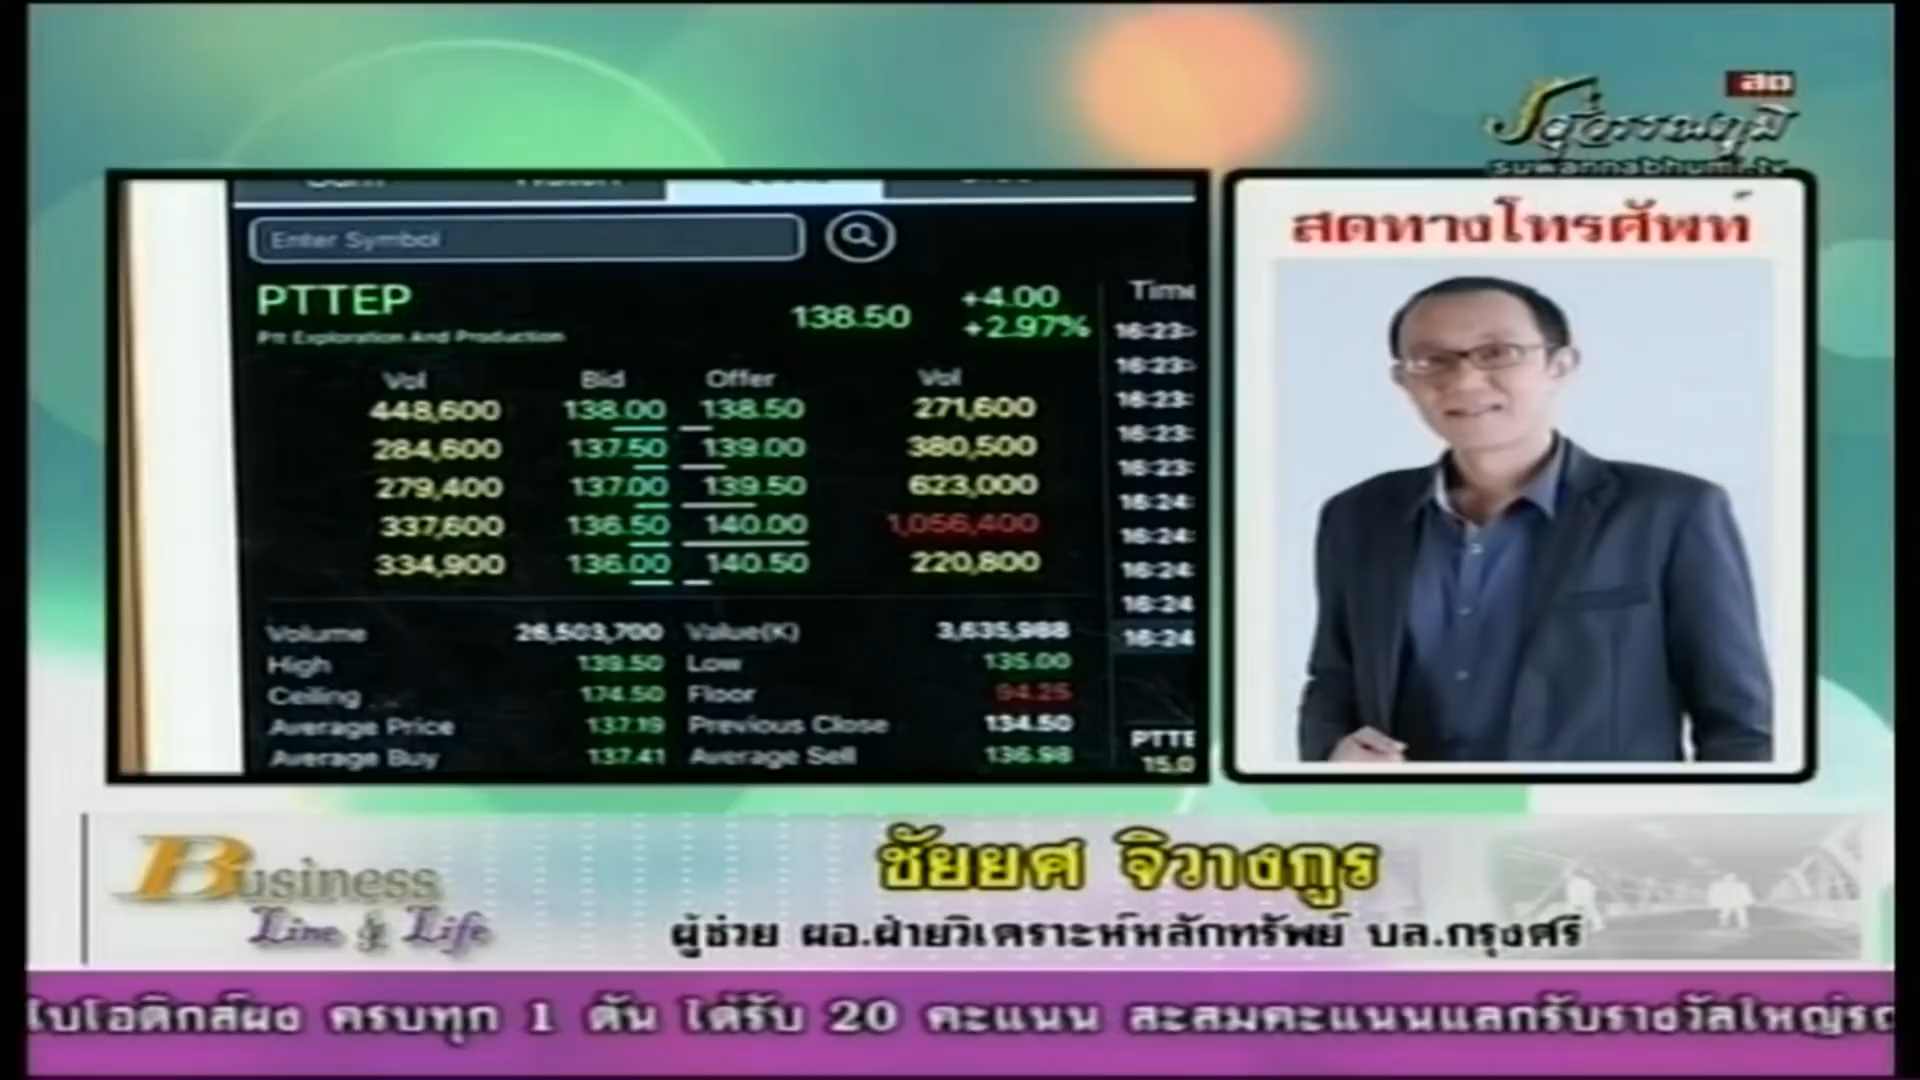 สด
สุวรรณภูมิ
suwannabhumi.tv
สดทางโทรศัพท์
Enter Symbol
PTTEP 138.50 +4.00
+2.97%
Ptt Exploration And Production
Vol Bid Offer Vol
448,600 138.00 138.50 271,600
284,600 137.50 139.00 380,500
279,400 137.00 139.50 623,000
337,600 136.50 140.00 1,056,400
334,900 136.00 140.50 220,800
Volume 26,503,700 Value(K) 3,635,988
High 139.50 Low 135.00
Ceiling 174.50 Floor 94.25
Average Price 137.19 Previous Close 134.50
Average Buy 137.41 Average Sell 136.98
Time
16:23
16:23
16:23
16:23
16:23
16:24
16:24
16:24
16:24
16:24
PTTE
15.0
Business
Line & Life
ชัยยศ จิวางกูร
ผู้ช่วย ผอ.ฝ่ายวิเคราะห์หลักทรัพย์ บล.กรุงศรี
ไบโอติกส์ผง ครบทุก 1 ตัน ได้รับ 20 คะแนน สะสมคะแนนแลกรับรางวัลใหญ่รถ